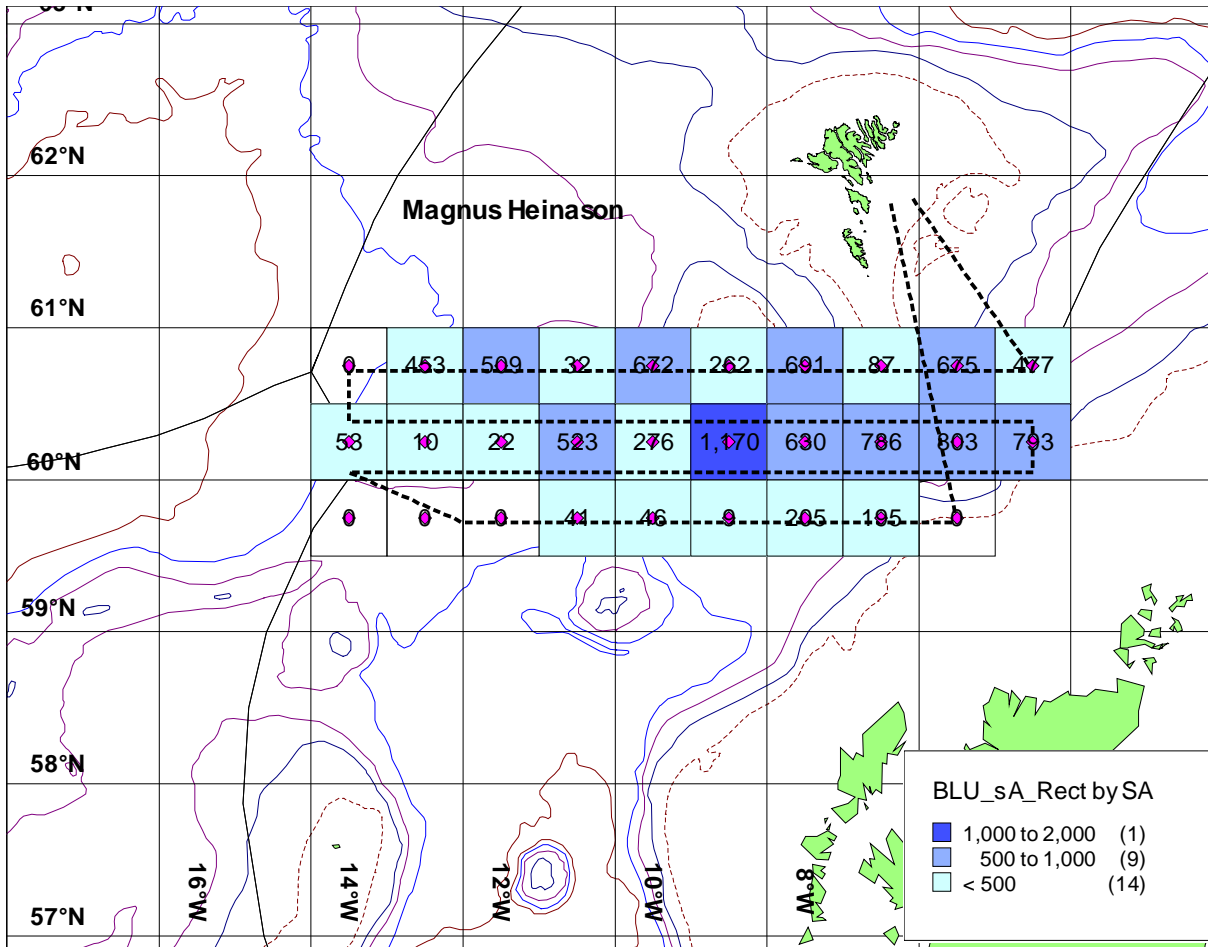 63°N
62°N
Magnus Heinason
61°N
0 453 509 32 672 262 691 87 675 477
53 10 22 523 276 1,170 630 786 803 793
60°N
0 0 0 41 46 9 205 195 0
59°N
58°N
57°N
16°W
14°W
12°W
10°W
8°W
BLU_sA_Rect by SA
1,000 to 2,000 (1)
500 to 1,000 (9)
< 500 (14)